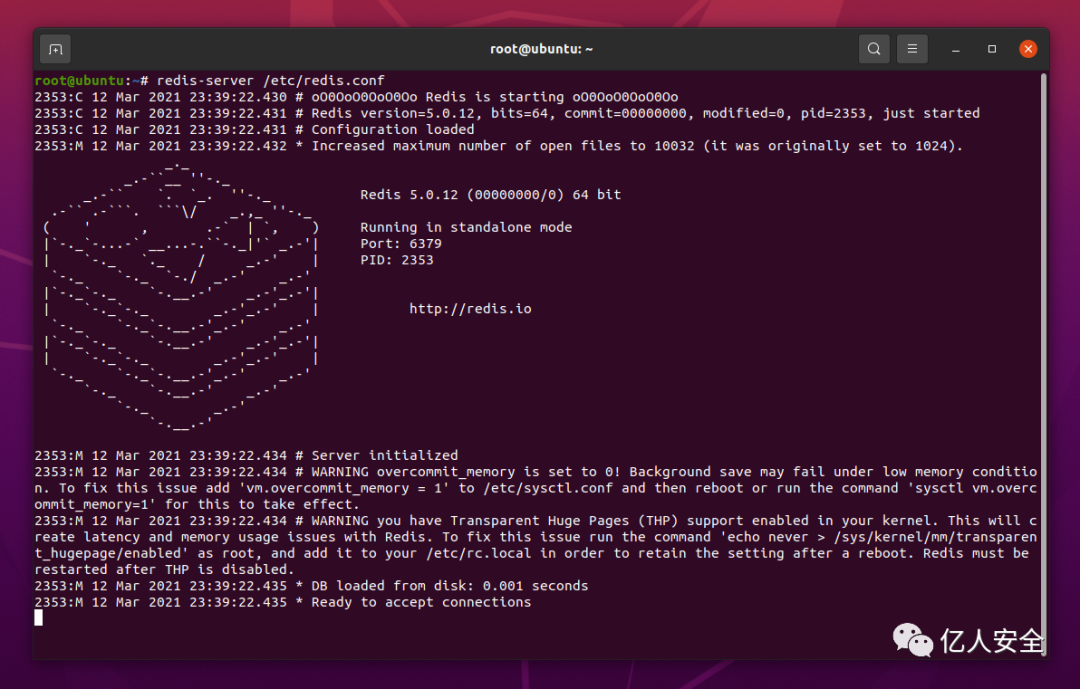 root@ubuntu: ~
root@ubuntu:~# redis-server /etc/redis.conf
2353:C 12 Mar 2021 23:39:22.430 # oO0OoO0OoO0Oo Redis is starting oO0OoO0OoO0Oo
2353:C 12 Mar 2021 23:39:22.431 # Redis version=5.0.12, bits=64, commit=00000000, modified=0, pid=2353, just started
2353:C 12 Mar 2021 23:39:22.431 # Configuration loaded
2353:M 12 Mar 2021 23:39:22.432 * Increased maximum number of open files to 10032 (it was originally set to 1024).
Redis 5.0.12 (00000000/0) 64 bit
Running in standalone mode
Port: 6379
PID: 2353
http://redis.io
2353:M 12 Mar 2021 23:39:22.434 # Server initialized
2353:M 12 Mar 2021 23:39:22.434 # WARNING overcommit_memory is set to 0! Background save may fail under low memory conditio
n. To fix this issue add 'vm.overcommit_memory = 1' to /etc/sysctl.conf and then reboot or run the command 'sysctl vm.overc
ommit_memory=1' for this to take effect.
2353:M 12 Mar 2021 23:39:22.434 # WARNING you have Transparent Huge Pages (THP) support enabled in your kernel. This will c
reate latency and memory usage issues with Redis. To fix this issue run the command 'echo never > /sys/kernel/mm/transparen
t_hugepage/enabled' as root, and add it to your /etc/rc.local in order to retain the setting after a reboot. Redis must be
restarted after THP is disabled.
2353:M 12 Mar 2021 23:39:22.435 * DB loaded from disk: 0.001 seconds
2353:M 12 Mar 2021 23:39:22.435 * Ready to accept connections
亿人安全